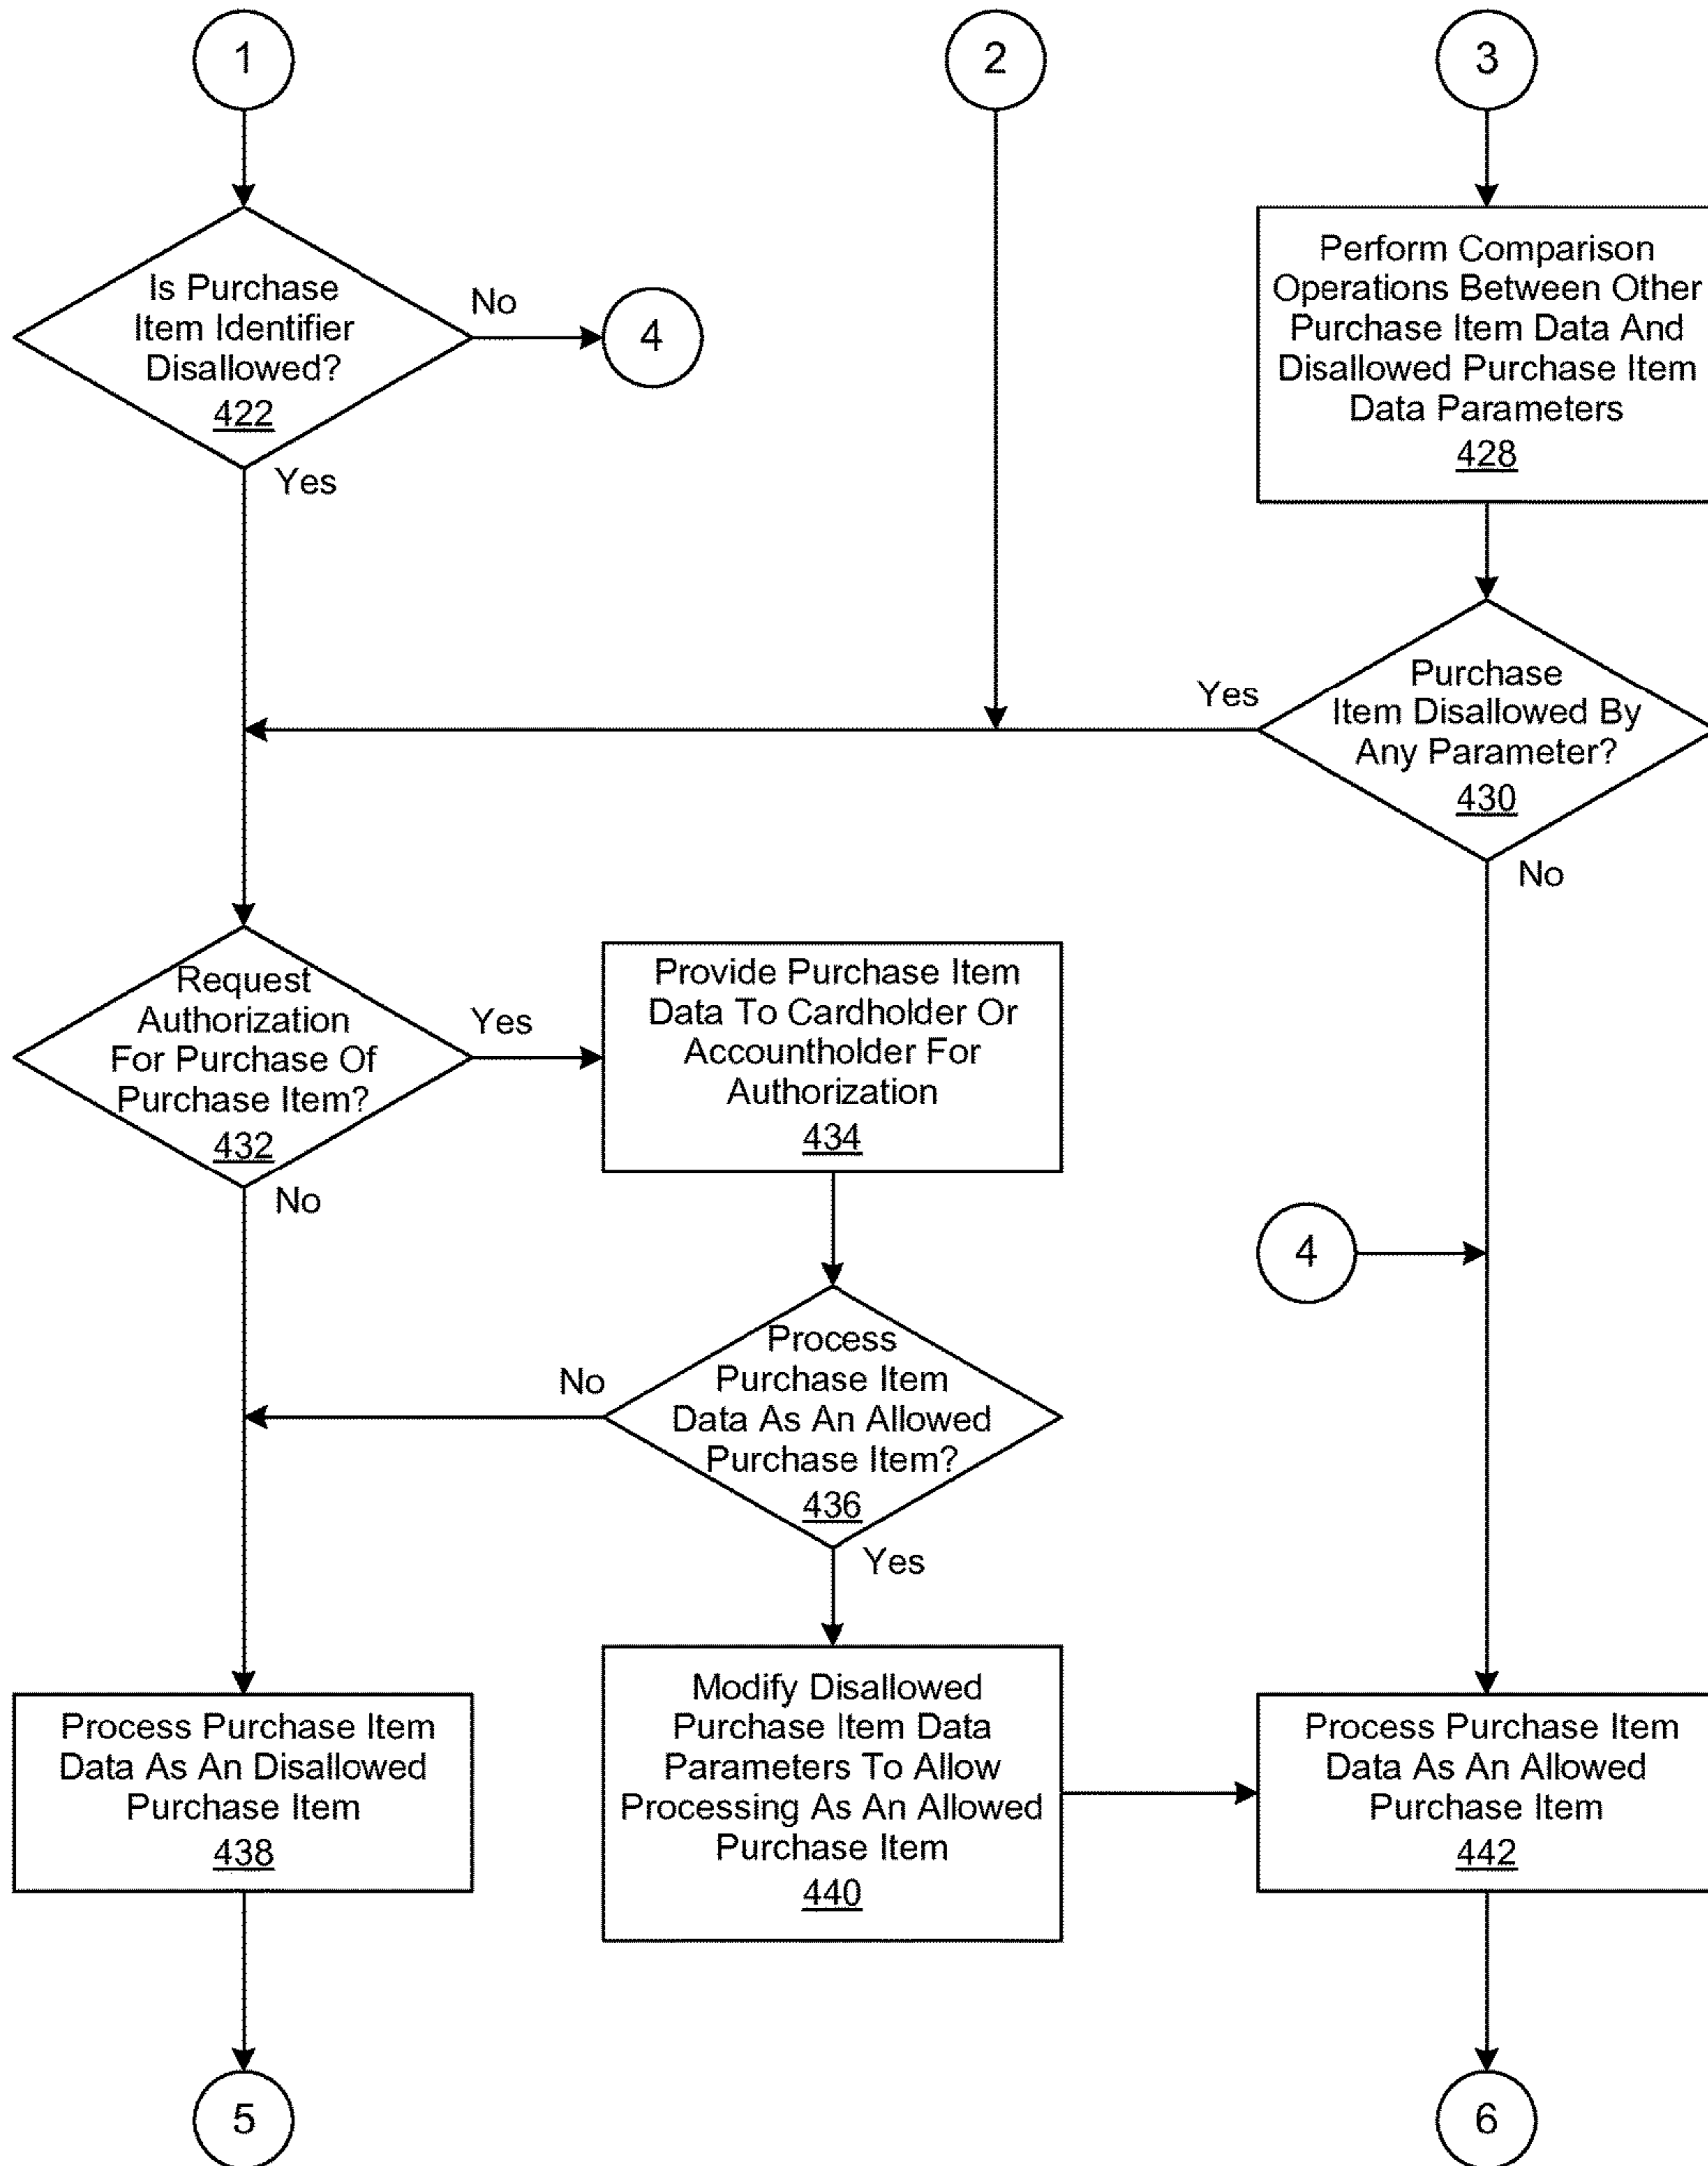 1
2
3
Is Purchase
Item Identifier
Disallowed?
422
No
4
Yes
Perform Comparison
Operations Between Other
Purchase Item Data And
Disallowed Purchase Item
Data Parameters
428
Yes
Purchase
Item Disallowed By
Any Parameter?
430
No
Request
Authorization
For Purchase Of
Purchase Item?
432
Yes
No
Provide Purchase Item
Data To Cardholder Or
Accountholder For
Authorization
434
4
No
Process
Purchase Item
Data As An Allowed
Purchase Item?
436
Yes
Process Purchase Item
Data As An Disallowed
Purchase Item
438
Modify Disallowed
Purchase Item Data
Parameters To Allow
Processing As An Allowed
Purchase Item
440
Process Purchase Item
Data As An Allowed
Purchase Item
442
5
6